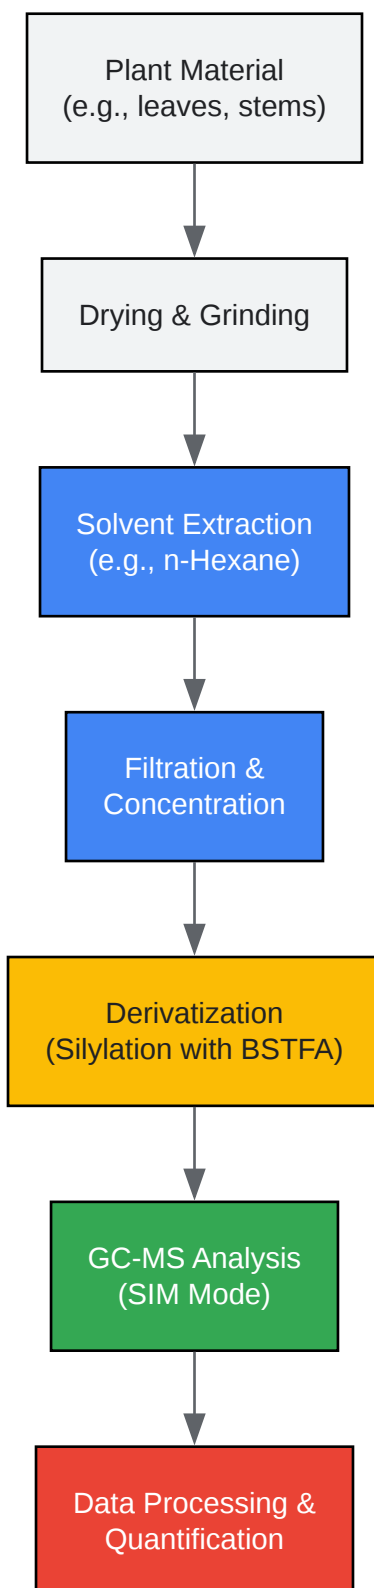 Plant Material
(e.g., leaves, stems)
Drying & Grinding
Solvent Extraction
(e.g., n-Hexane)
Filtration &
Concentration
Derivatization
(Silylation with BSTFA)
GC-MS Analysis
(SIM Mode)
Data Processing &
Quantification